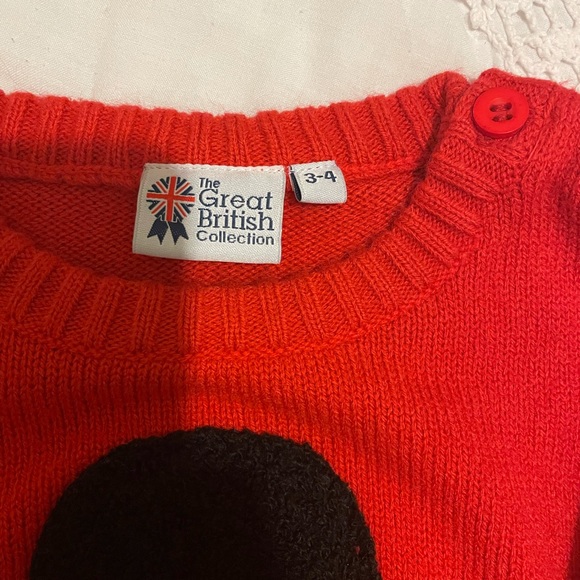 The
Great
British
Collection
3-4